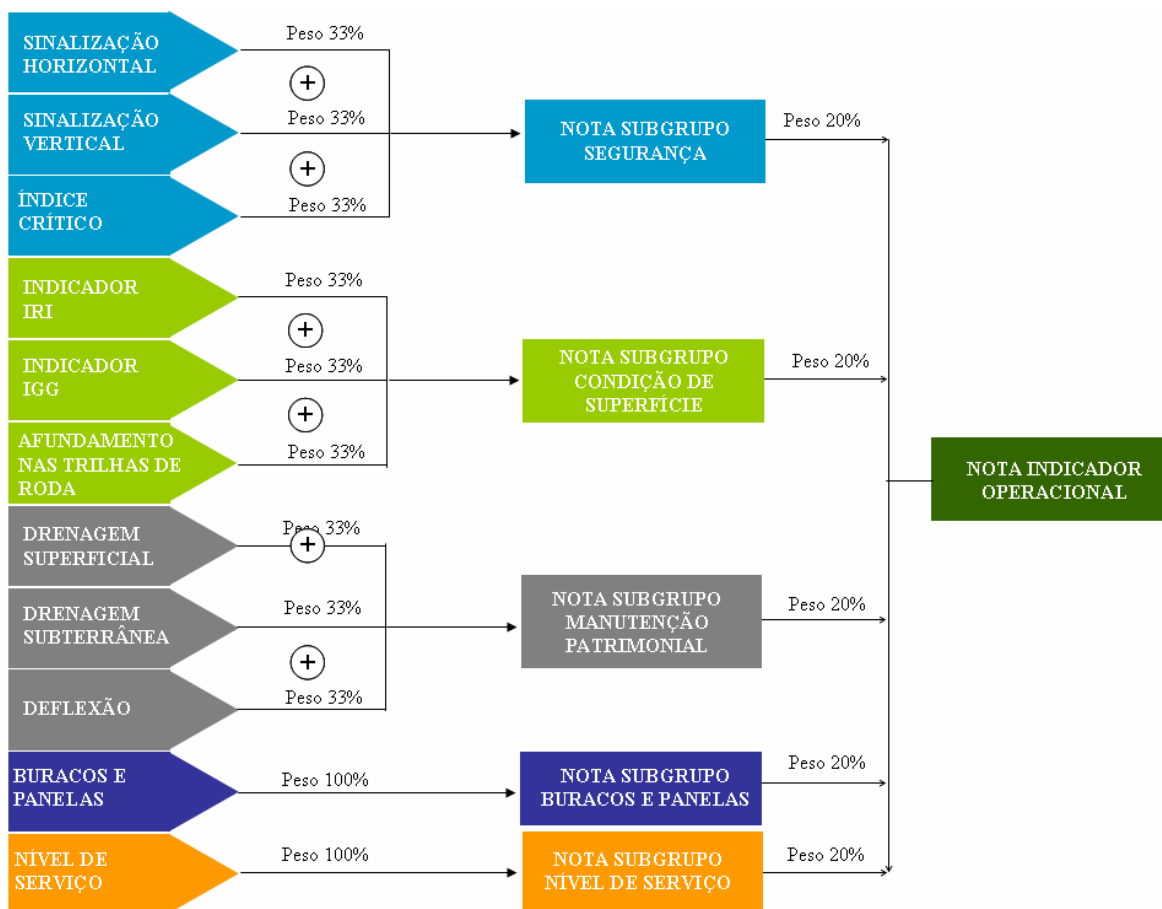 SINALIZAÇÃO
HORIZONTAL
Peso 33%
+
SINALIZAÇÃO
VERTICAL
Peso 33%
+
ÍNDICE
CRÍTICO
Peso 33%
NOTA SUBGRUPO
SEGURANÇA
Peso 20%
INDICADOR
IRI
Peso 33%
+
INDICADOR
IGG
Peso 33%
+
AFUNDAMENTO
NAS TRILHAS DE
RODA
Peso 33%
NOTA SUBGRUPO
CONDIÇÃO DE
SUPERFÍCIE
Peso 20%
DRENAGEM
SUPERFICIAL
Peso 33%
+
DRENAGEM
SUBTERRÂNEA
Peso 33%
+
DEFLEXÃO
Peso 33%
NOTA SUBGRUPO
MANUTENÇÃO
PATRIMONIAL
Peso 20%
BURACOS E
PANELAS
Peso 100%
NOTA SUBGRUPO
BURACOS E PANELAS
Peso 20%
NÍVEL DE
SERVIÇO
Peso 100%
NOTA SUBGRUPO
NÍVEL DE SERVIÇO
Peso 20%
NOTA INDICADOR
OPERACIONAL